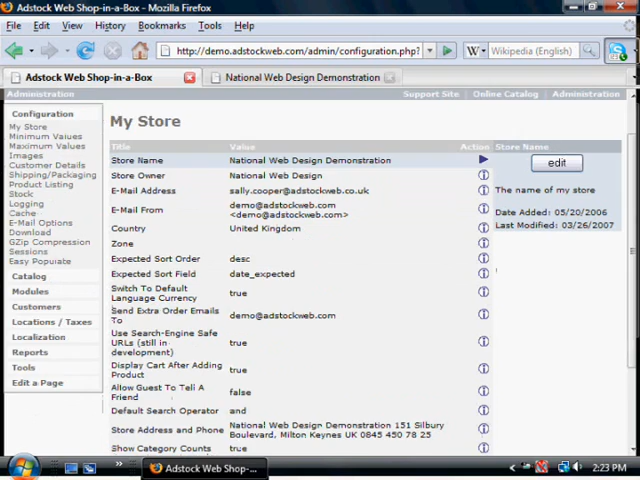 Adstock Web Shop-in-a-Box - Mozilla Firefox
File Edit View History Bookmarks Tools Help
http://demo.adstockweb.com/admin/configuration.php?
W Wikipedia (English)
Adstock Web Shop-in-a-Box
National Web Design Demonstration
Administration
Support Site | Online Catalog | Administration
Configuration
My Store
Minimum Values
Maximum Values
Images
Customer Details
Shipping/Packaging
Product Listing
Stock
Logging
Cache
E-Mail Options
Download
GZip Compression
Sessions
Easy Populate
Catalog
Modules
Customers
Locations / Taxes
Localization
Reports
Tools
Edit a Page
My Store
Title Value Action
Store Name National Web Design Demonstration
Store Owner National Web Design
E-Mail Address sally.cooper@adstockweb.co.uk
E-Mail From demo@adstockweb.com
<demo@adstockweb.com>
Country United Kingdom
Zone
Expected Sort Order desc
Expected Sort Field date_expected
Switch To Default
Language Currency true
Send Extra Order Emails
To demo@adstockweb.com
Use Search-Engine Safe
URLs (still in
development) true
Display Cart After Adding
Product true
Allow Guest To Tell A
Friend false
Default Search Operator and
Store Address and Phone National Web Design Demonstration 151 Silbury
Boulevard, Milton Keynes UK 0845 450 78 25
Show Category Counts true
Store Name
edit
The name of my store
Date Added: 05/20/2006
Last Modified: 03/26/2007
Adstock Web Shop-...
2:23 PM